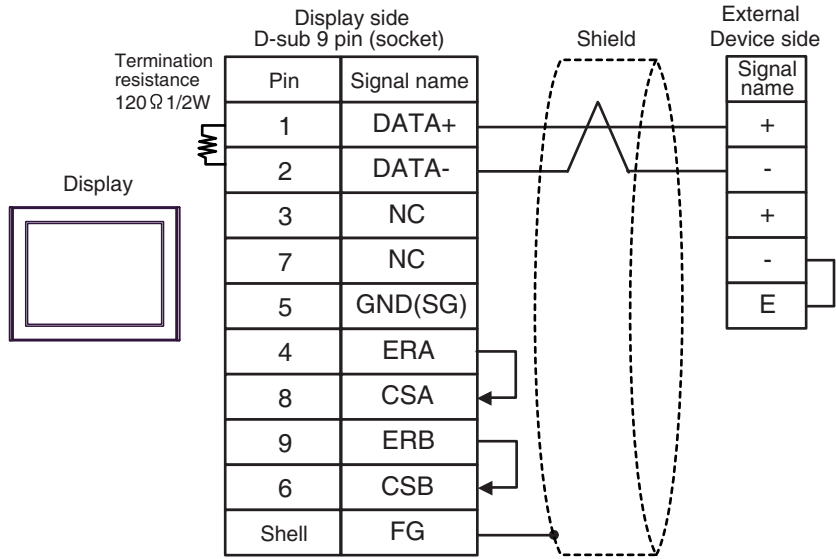 Display side
D-sub 9 pin (socket)
Shield
External
Device side
Termination
resistance
120Ω 1/2W
Pin Signal name
Signal
name
1 DATA+ +
2 DATA- -
Display
3 NC +
7 NC -
5 GND(SG) E
4 ERA
8 CSA
9 ERB
6 CSB
Shell FG